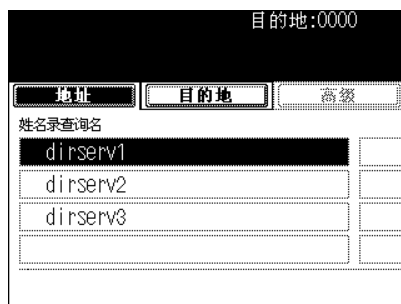 目的地:0000
地址 目的地 高级
姓名录查询名
dirserv1
dirserv2
dirserv3